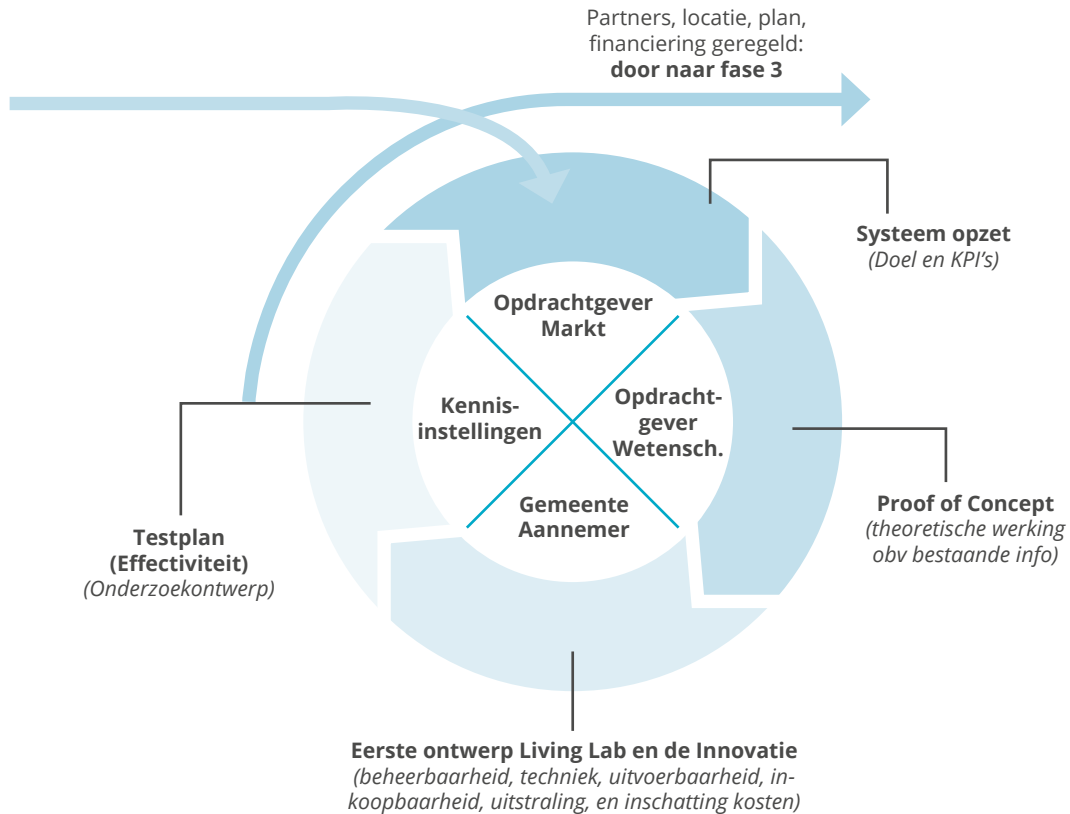 Partners, locatie, plan,
financiering geregeld:
door naar fase 3
Systeem opzet
(Doel en KPI's)
Opdrachtgever
Markt
Opdracht-
gever
Wetensch.
Kennis-
instellingen
Gemeente
Aannemer
Proof of Concept
(theoretische werking
obv bestaande info)
Testplan
(Effectiviteit)
(Onderzoekontwerp)
Eerste ontwerp Living Lab en de Innovatie
(beheerbaarheid, techniek, uitvoerbaarheid, in-
koopbaarheid, uitstraling, en inschatting kosten)